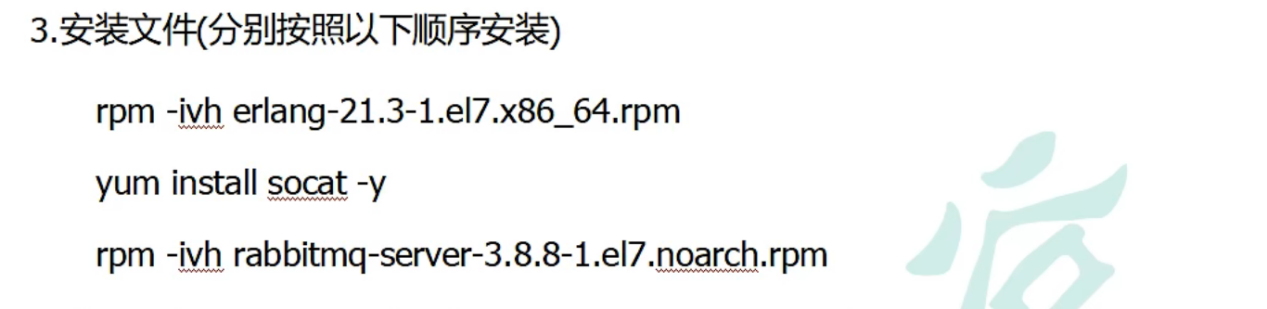 3.安装文件(分别按照以下顺序安装)
rpm -ivh erlang-21.3-1.el7.x86_64.rpm
yum install socat -y
rpm -ivh rabbitmq-server-3.8.8-1.el7.noarch.rpm